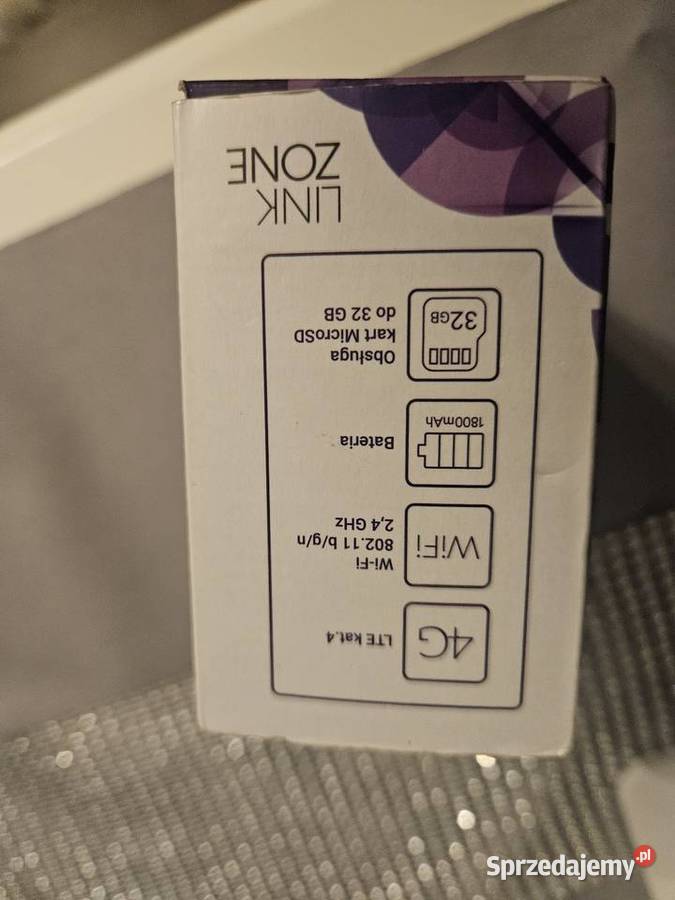 4G
LTE kat.4
WiFi
Wi-Fi
802.11 b/g/n
2,4 GHz
1800mAh
Bateria
32GB
Obsługa
kart MicroSD
do 32 GB
LINK
ZONE
Sprzedajemy.pl